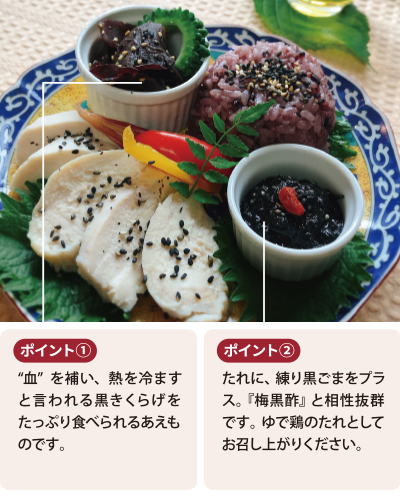 ポイント①
“血”を補い、熱を冷ます
と言われる黒きくらげを
たっぷり食べられるあえも
のです。
ポイント②
たれに、練り黒ごまをプラ
ス。『梅黒酢』と相性抜群
です。ゆで鶏のたれとして
お召し上がりください。